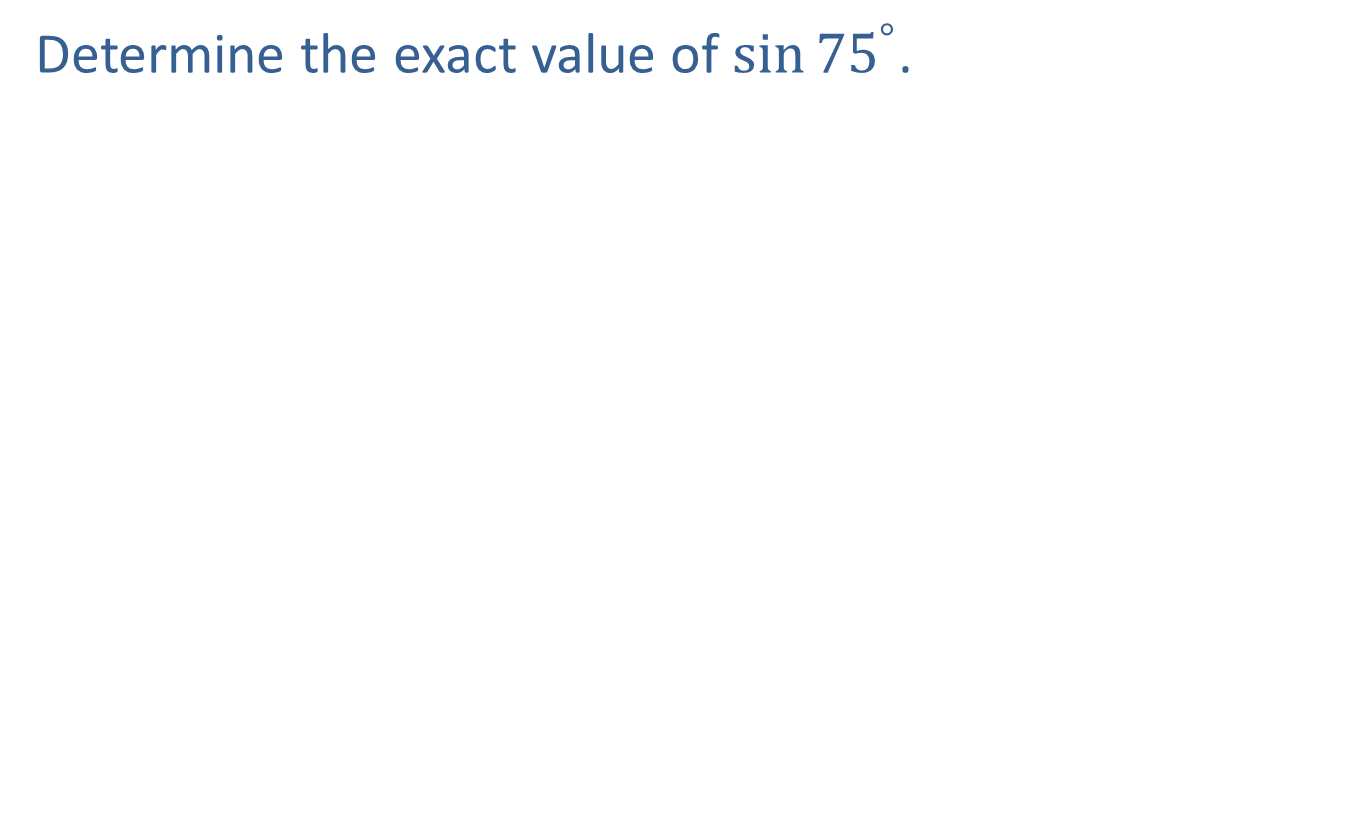 Determine the exact value of sin 75°.